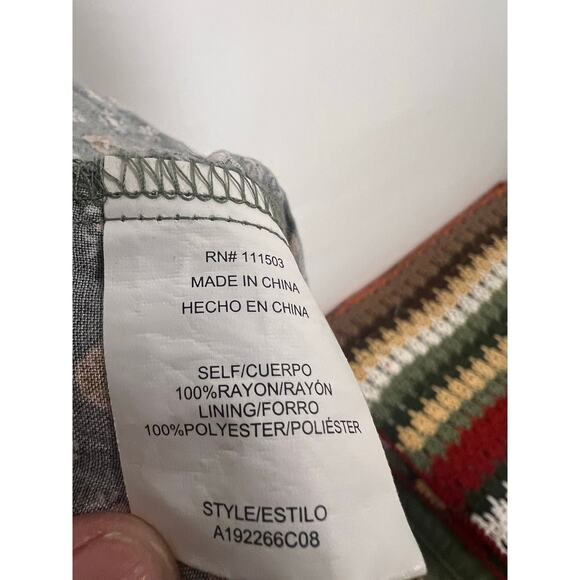 RN# 111503
MADE IN CHINA
HECHO EN CHINA
SELF/CUERPO
100%RAYON/RAYÓN
LINING/FORRO
100%POLYESTER/POLIÉSTER
STYLE/ESTILO
A192266C08